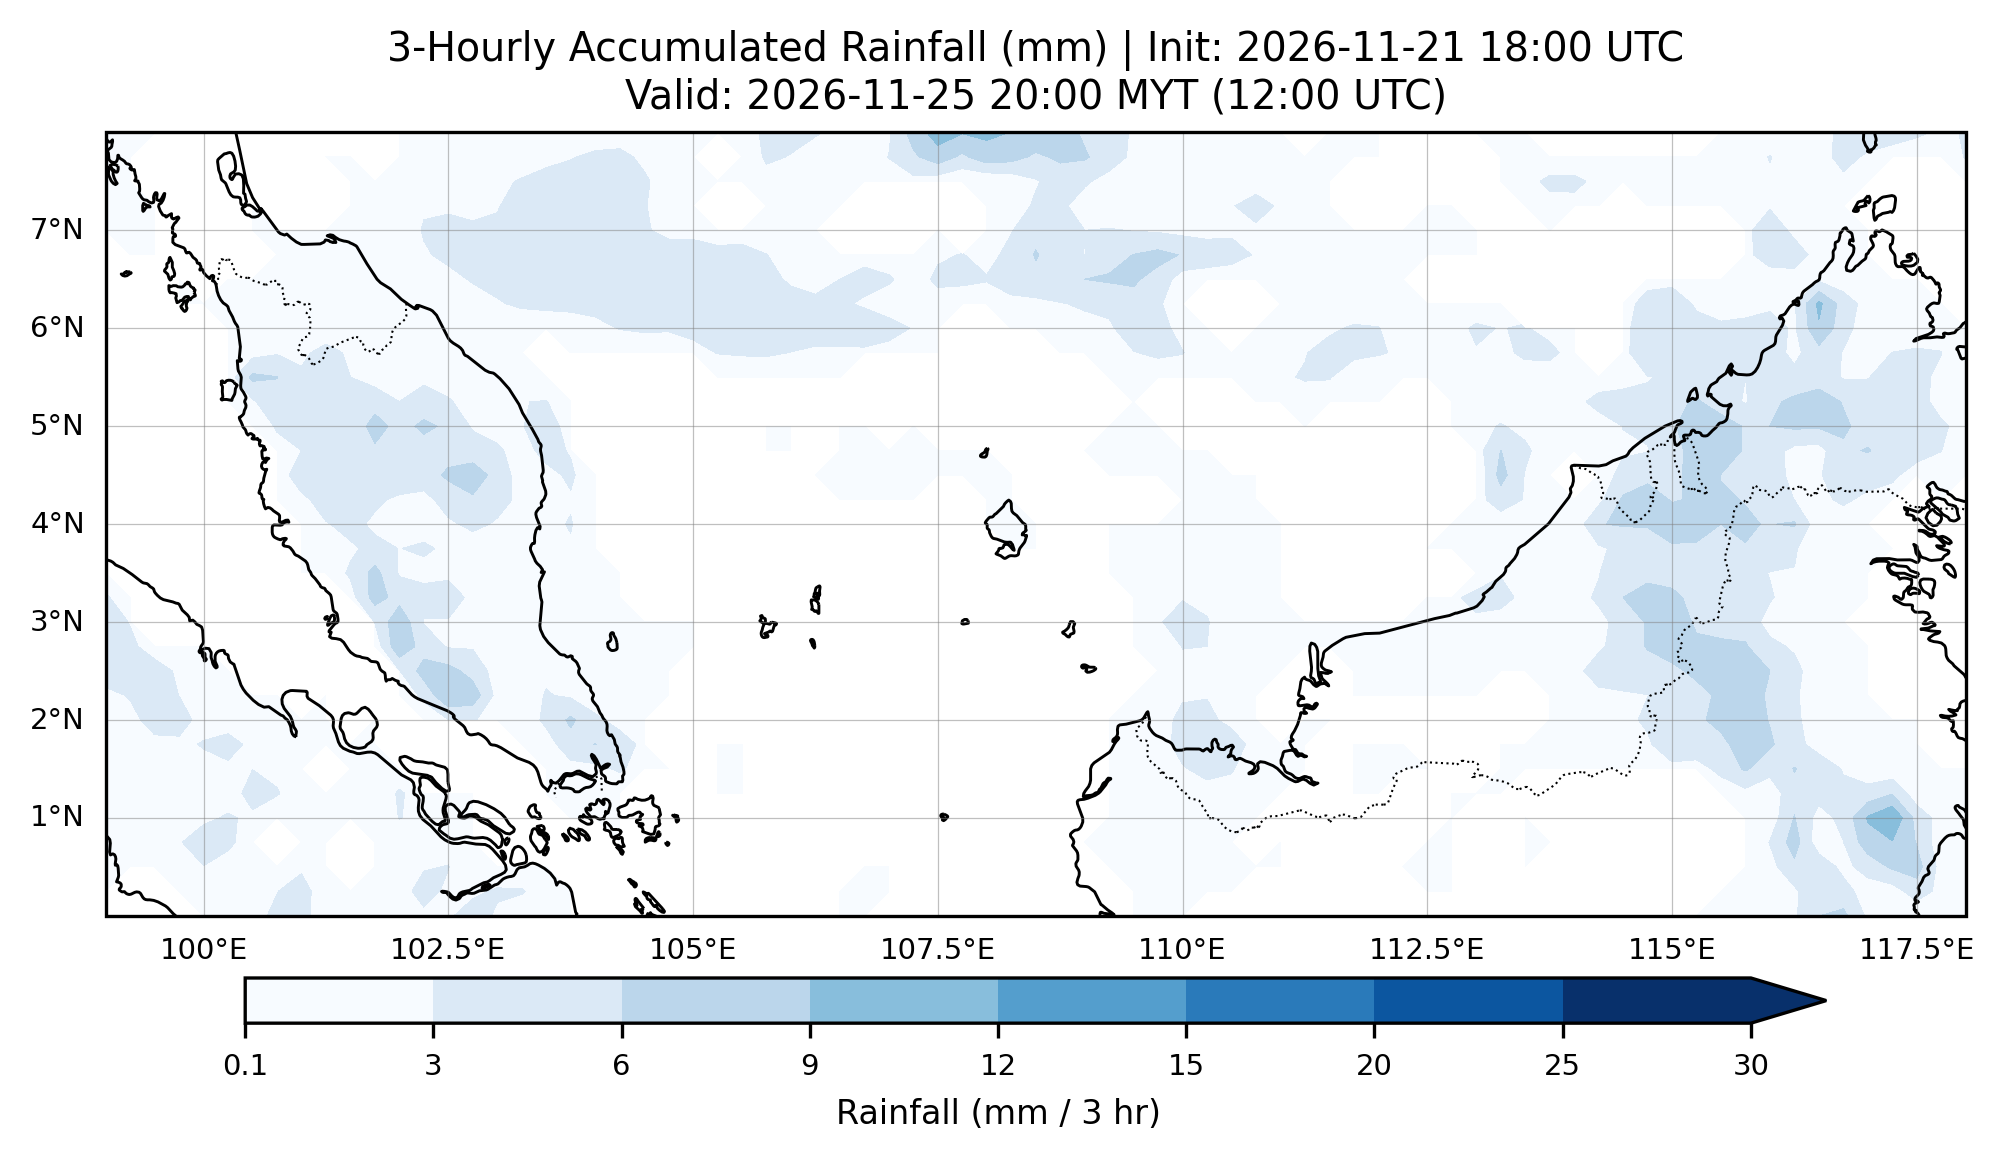 3-Hourly Accumulated Rainfall (mm) | Init: 2026-11-21 18:00 UTC
Valid: 2026-11-25 20:00 MYT (12:00 UTC)
7°N
6°N
5°N
4°N
3°N
2°N
1°N
100°E 102.5°E 105°E 107.5°E 110°E 112.5°E 115°E 117.5°E
0.1 3 6 9 12 15 20 25 30
Rainfall (mm / 3 hr)